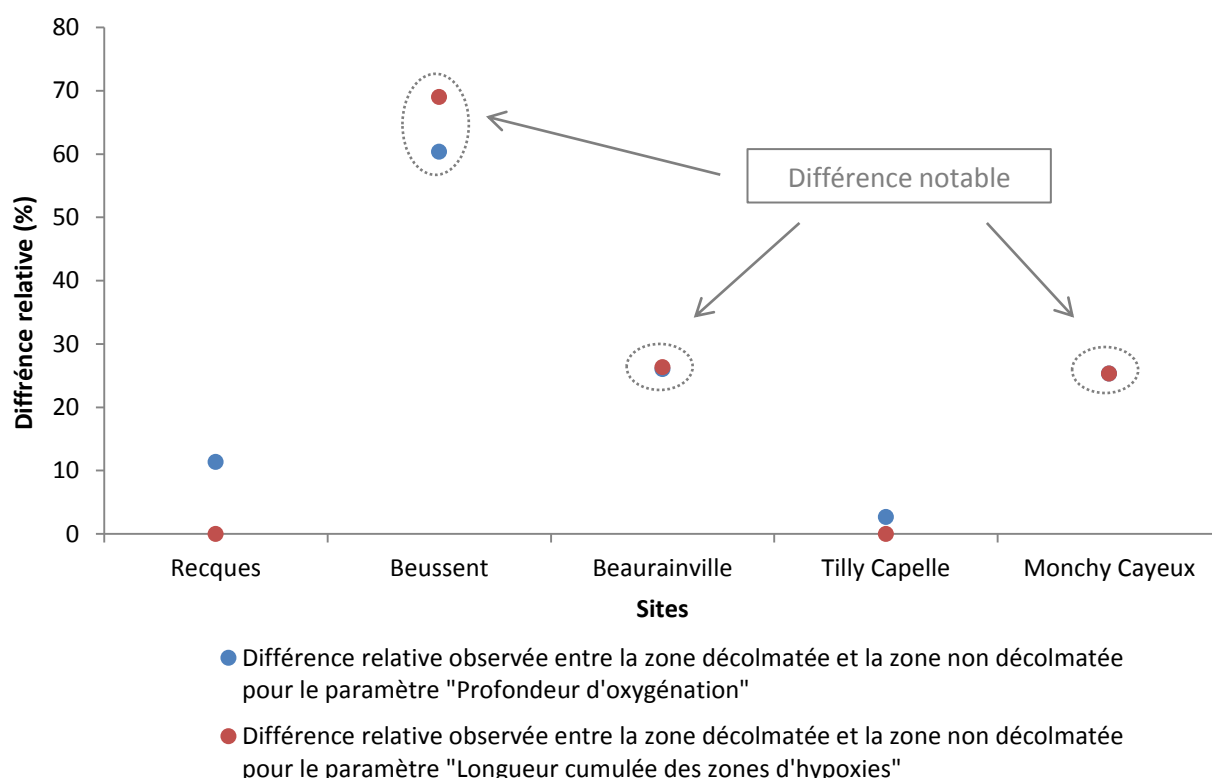 80
70
60
50
40
30
20
10
0
Diffrénce relative (%)
Différence notable
Recques
Beussent
Beaurainville
Tilly Capelle
Monchy Cayeux
Sites
Différence relative observée entre la zone décolmatée et la zone non décolmatée
pour le paramètre "Profondeur d'oxygénation"
Différence relative observée entre la zone décolmatée et la zone non décolmatée
pour le paramètre "Longueur cumulée des zones d'hypoxies"